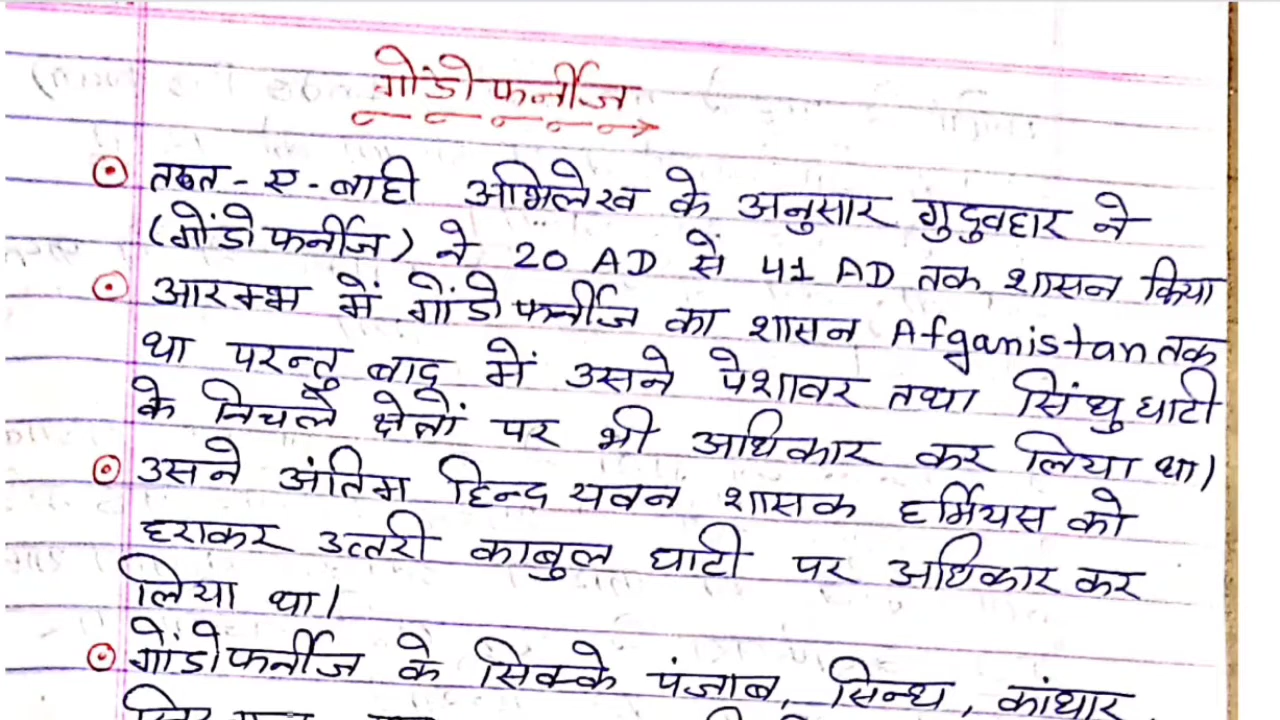 गोंडोफर्नीज
तख्त-ए-बाही अभिलेख के अनुसार गुदुवहार ने
(गोंडोफर्नीज) ने 20 AD से 41 AD तक शासन किया
आरम्भ में गोंडोफर्नीज का शासन Afganistan तक
था परन्तु बाद में उसने पेशावर तथा सिंधु घाटी
के निचले क्षेत्रों पर भी अधिकार कर लिया था।
उसने अंतिम हिन्द यवन शासक हर्मियस को
हराकर उत्तरी काबुल घाटी पर अधिकार कर
लिया था।
गोंडोफर्नीज के सिक्के पंजाब, सिन्ध, कांधार,